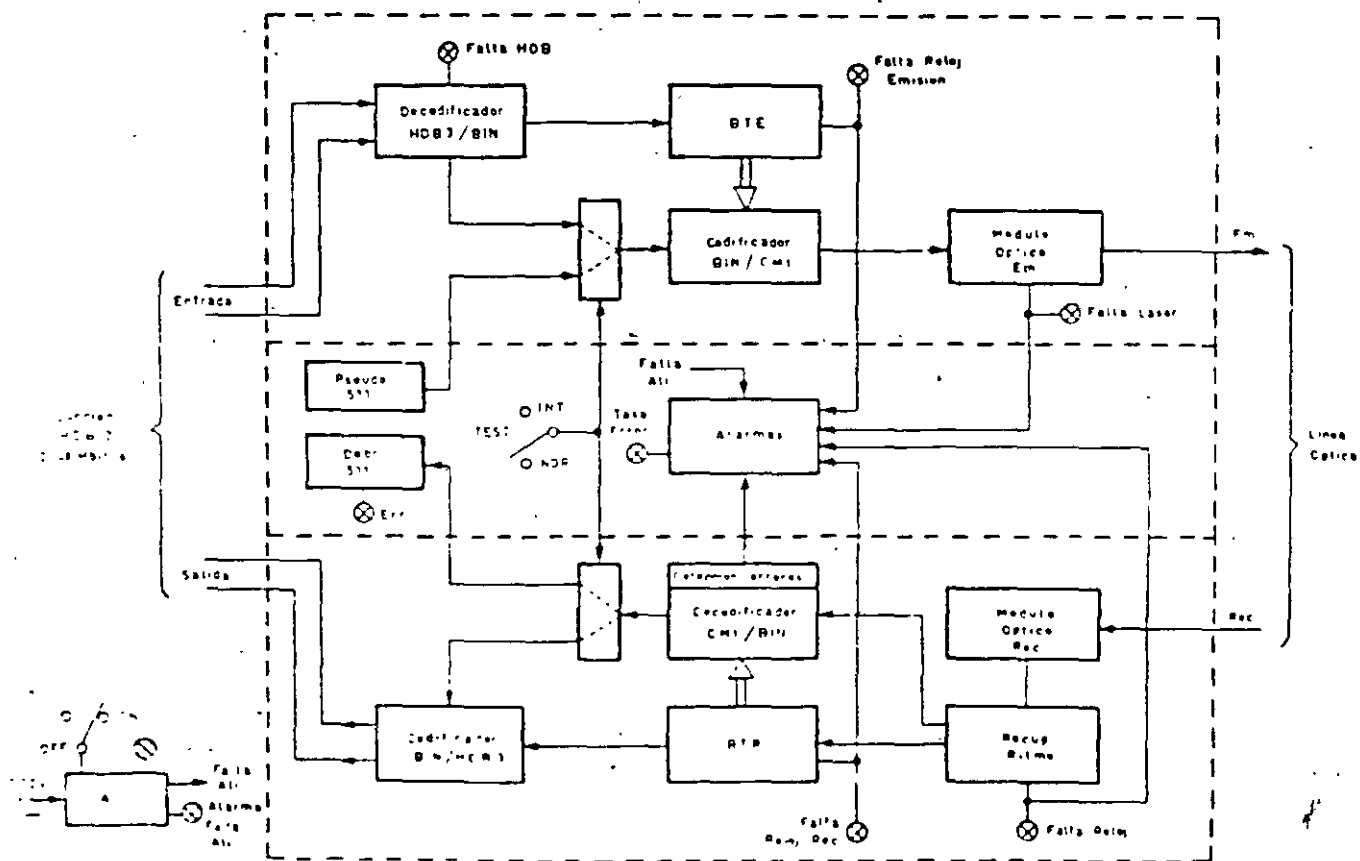 Falta HDB
Falta Reloj
Emision
Decodificador
HDB3/BIN
BTE
Codificador
BIN/CMI
Modulo
Optico
Em
Em
Entrada
Falta Laser
Pseudo
511
Falta
Ali
INT
TEST
NOR
Tasa
Error
Alarmas
Linea
Optica
511
Err
Salida
Decodificador
CMI/BIN
Modulo
Optico
Rec
Rec
OFF
Codificador
BIN/HDB3
BTR
Recup
Ritmo
Falta
Ali
A
Alarma
Falta
Ali
Falta
Reloj Rec
Falta Reloj